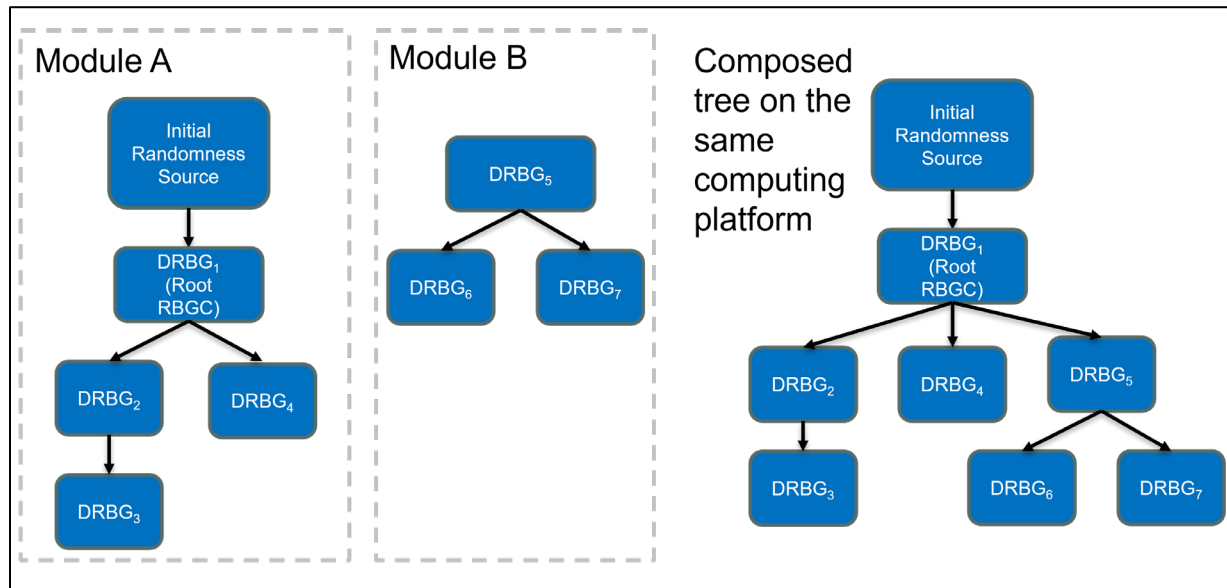 Module A
Initial
Randomness
Source
DRBG₁
(Root
RBGC)
DRBG₂
DRBG₄
DRBG₃
Module B
DRBG₅
DRBG₆
DRBG₇
Composed
tree on the
same
computing
platform
Initial
Randomness
Source
DRBG₁
(Root
RBGC)
DRBG₂
DRBG₄
DRBG₅
DRBG₃
DRBG₆
DRBG₇